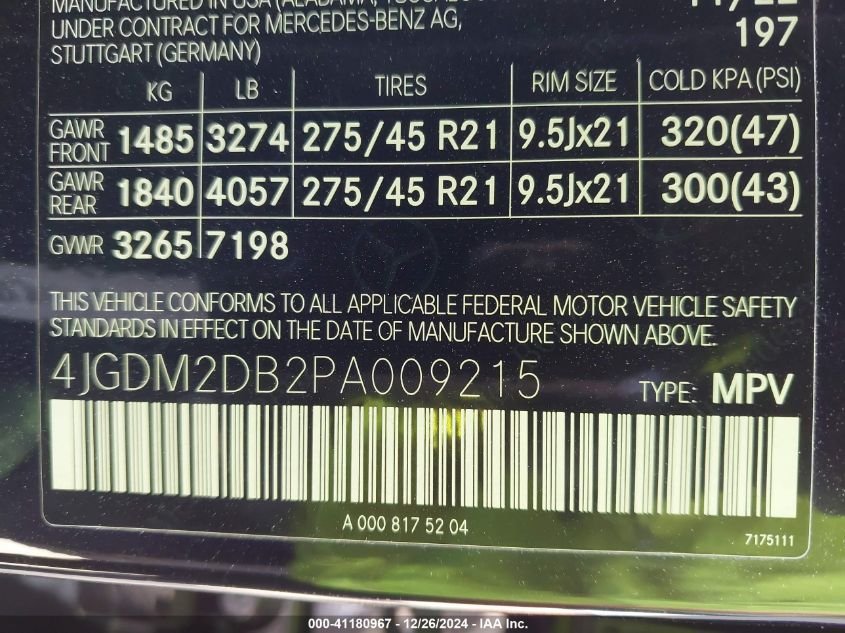 MANUFACTURED IN USA (ALABAMA,
UNDER CONTRACT FOR MERCEDES-BENZ AG,
STUTTGART (GERMANY)
197
KG LB TIRES RIM SIZE COLD KPA (PSI)
GAWR FRONT 1485 3274 275/45 R21 9.5Jx21 320(47)
GAWR REAR 1840 4057 275/45 R21 9.5Jx21 300(43)
GVWR 3265 7198
THIS VEHICLE CONFORMS TO ALL APPLICABLE FEDERAL MOTOR VEHICLE SAFETY
STANDARDS IN EFFECT ON THE DATE OF MANUFACTURE SHOWN ABOVE.
4JGDM2DB2PA009215 TYPE: MPV
A 000 817 52 04
7175111
000-41180967 - 12/26/2024 - IAA Inc.